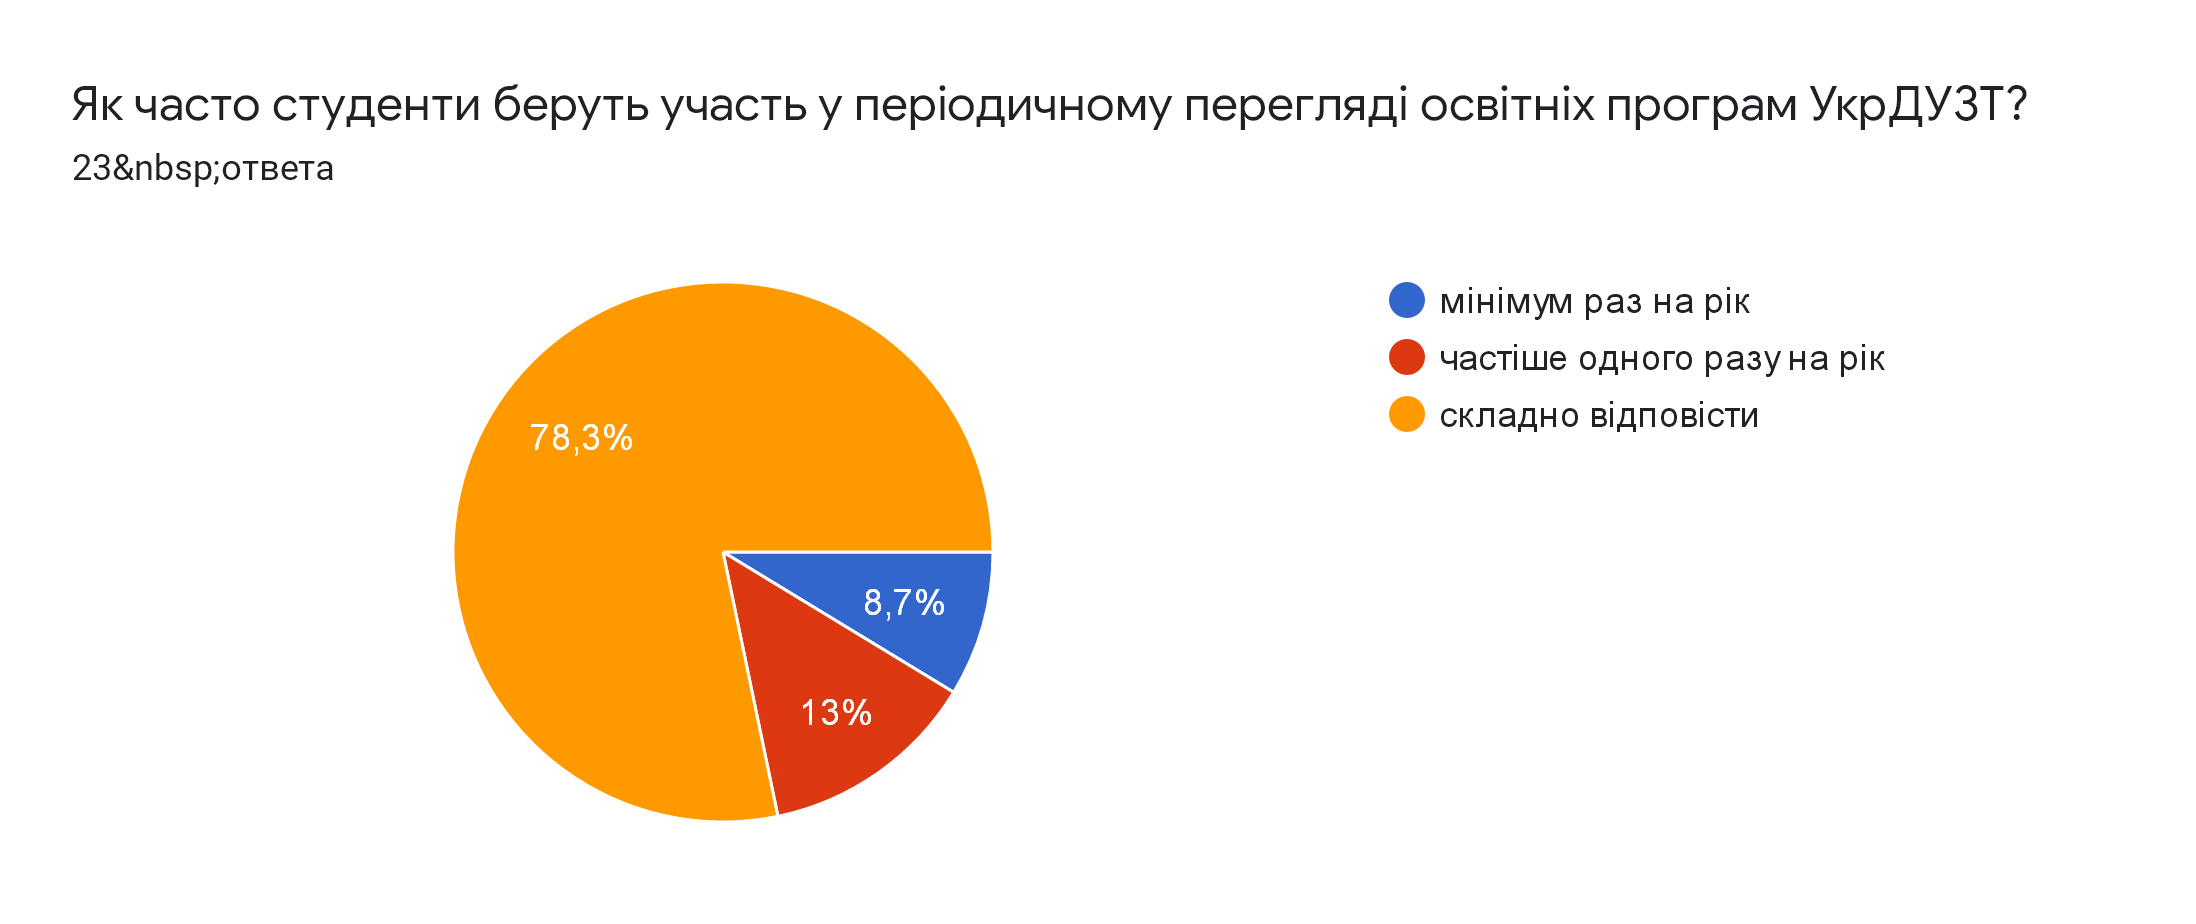 Як часто студенти беруть участь у періодичному перегляді освітніх програм УкрДУЗТ?
23&nbsp;ответа
мінімум раз на рік
частіше одного разу на рік
складно відповісти
78,3%
8,7%
13%